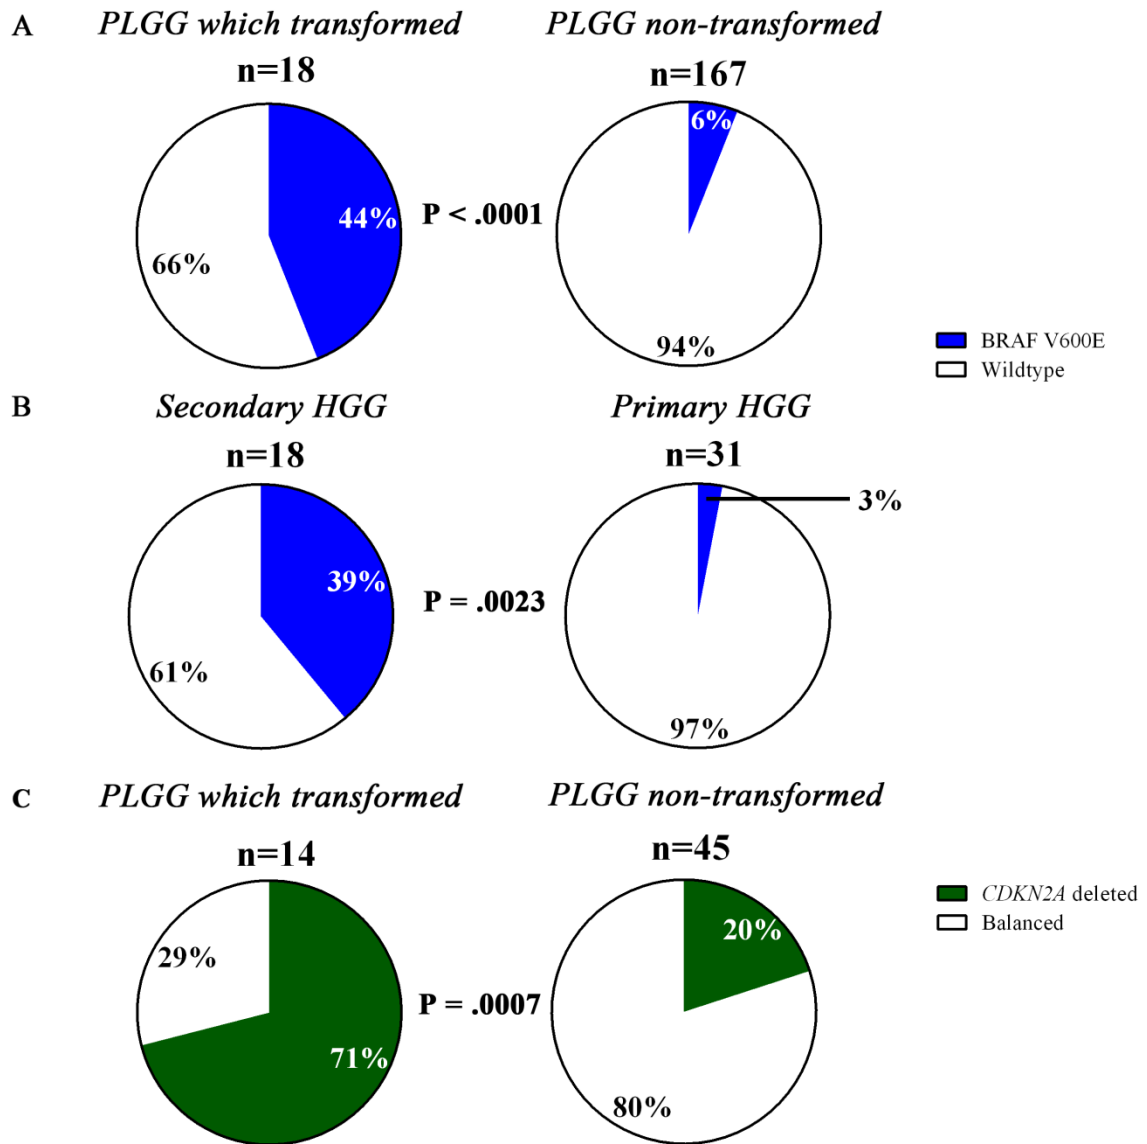 A
PLGG which transformed
n=18
44%
66%
P < .0001
PLGG non-transformed
n=167
6%
94%
BRAF V600E
Wildtype
B
Secondary HGG
n=18
39%
61%
P = .0023
Primary HGG
n=31
3%
97%
C
PLGG which transformed
n=14
29%
71%
P = .0007
PLGG non-transformed
n=45
20%
80%
CDKN2A deleted
Balanced